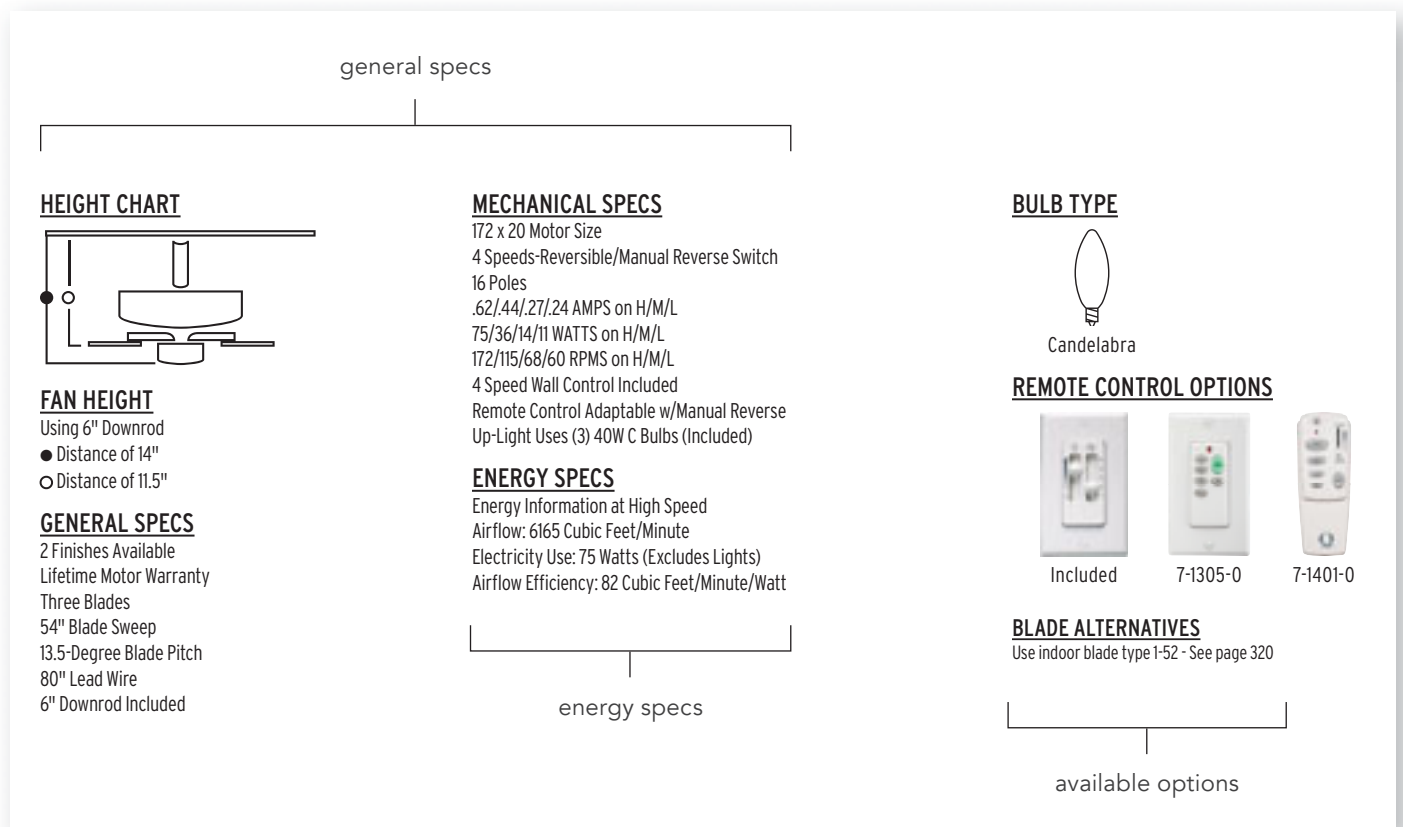 general specs
HEIGHT CHART
FAN HEIGHT
Using 6" Downrod
● Distance of 14"
○ Distance of 11.5"
GENERAL SPECS
2 Finishes Available
Lifetime Motor Warranty
Three Blades
54" Blade Sweep
13.5-Degree Blade Pitch
80" Lead Wire
6" Downrod Included
MECHANICAL SPECS
172 x 20 Motor Size
4 Speeds-Reversible/Manual Reverse Switch
16 Poles
.62/.44/.27/.24 AMPS on H/M/L
75/36/14/11 WATTS on H/M/L
172/115/68/60 RPMS on H/M/L
4 Speed Wall Control Included
Remote Control Adaptable w/Manual Reverse
Up-Light Uses (3) 40W C Bulbs (Included)
ENERGY SPECS
Energy Information at High Speed
Airflow: 6165 Cubic Feet/Minute
Electricity Use: 75 Watts (Excludes Lights)
Airflow Efficiency: 82 Cubic Feet/Minute/Watt
energy specs
BULB TYPE
Candelabra
REMOTE CONTROL OPTIONS
Included
7-1305-0
7-1401-0
BLADE ALTERNATIVES
Use indoor blade type 1-52 - See page 320
available options